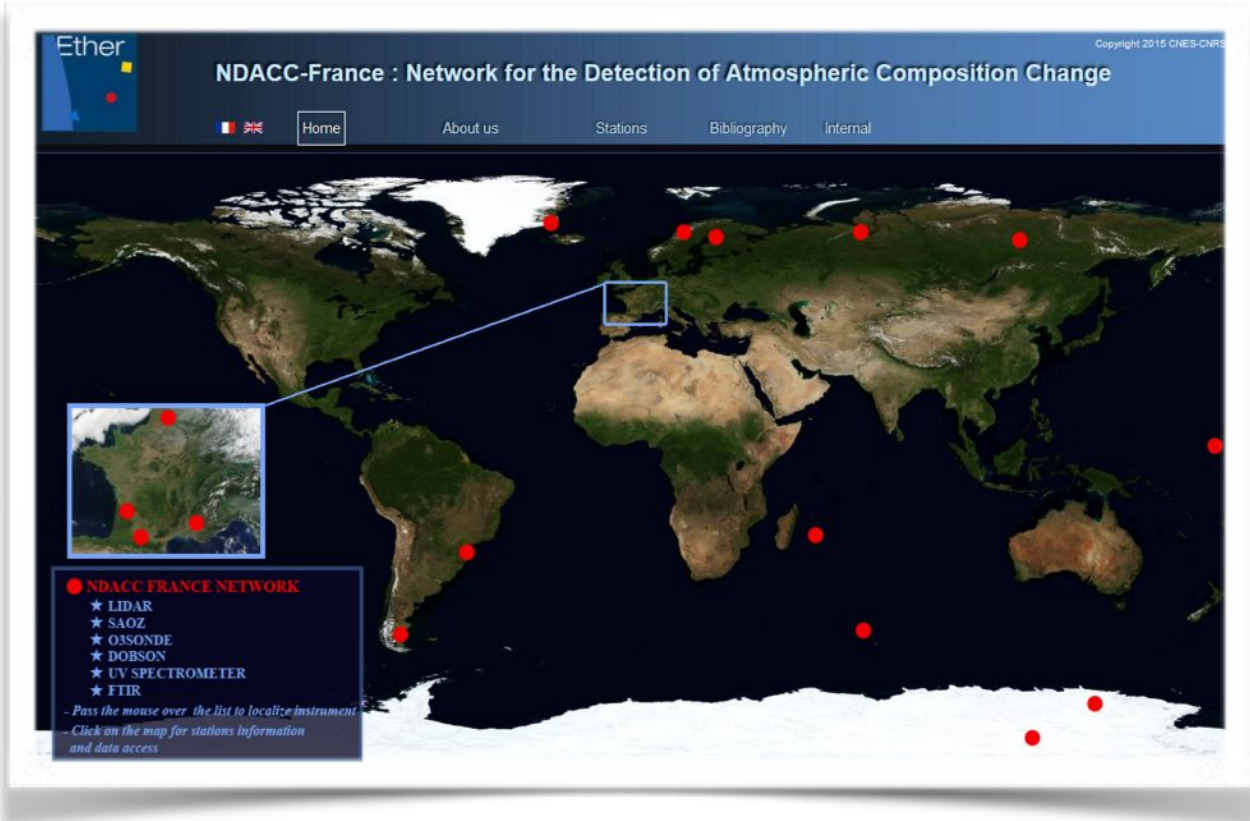 Ether
Copyright 2015 CNES-CNRS
NDACC-France : Network for the Detection of Atmospheric Composition Change
Home About us Stations Bibliography Internal
NDACC FRANCE NETWORK
★ LIDAR
★ SAOZ
★ O3SONDE
★ DOBSON
★ UV SPECTROMETER
★ FTIR
- Pass the mouse over the list to localize instrument
- Click on the map for stations information
and data access